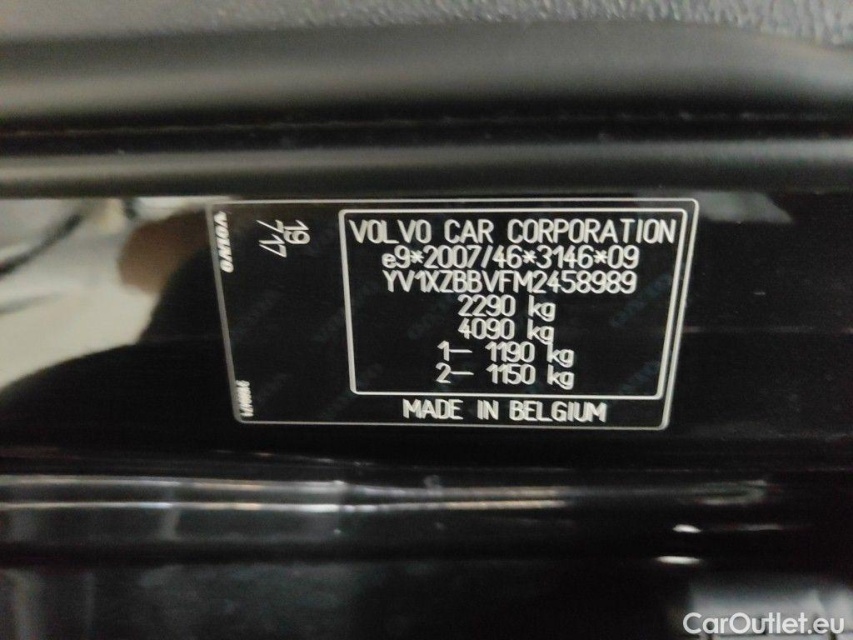 VOLVO
19
717
VOLVO CAR CORPORATION
e9*2007/46*3146*09
YV1XZBBVFM2458989
2290 kg
4090 kg
1– 1190 kg
2– 1150 kg
MADE IN BELGIUM
CarOutlet.eu